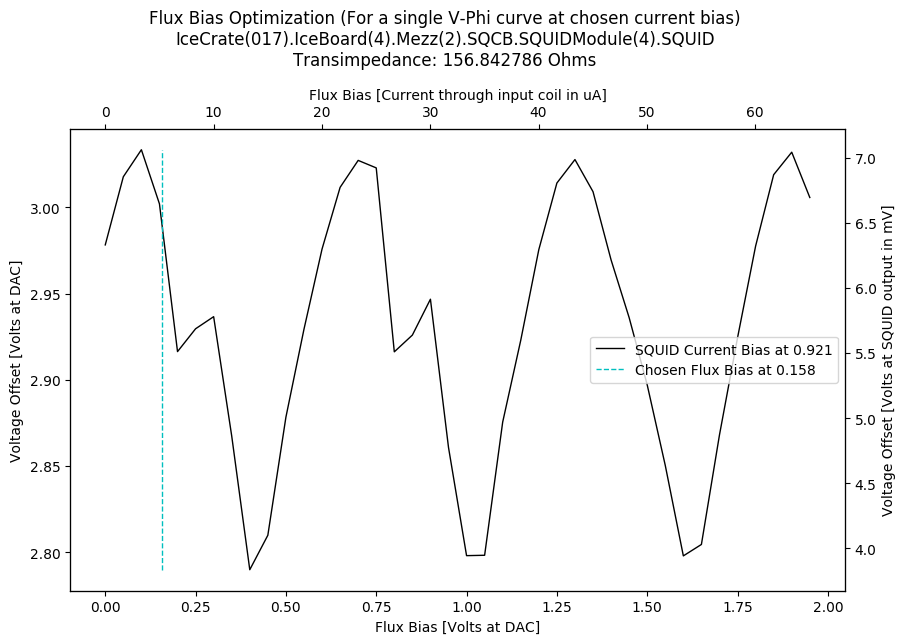 Flux Bias Optimization (For a single V-Phi curve at chosen current bias)
IceCrate(017).IceBoard(4).Mezz(2).SQCB.SQUIDModule(4).SQUID
Transimpedance: 156.842786 Ohms
Flux Bias [Current through input coil in uA]
0 10 20 30 40 50 60
Voltage Offset [Volts at DAC]
3.00
2.95
2.90
2.85
2.80
7.0
6.5
6.0
5.5
5.0
4.5
4.0
Voltage Offset [Volts at SQUID output in mV]
SQUID Current Bias at 0.921
Chosen Flux Bias at 0.158
0.00 0.25 0.50 0.75 1.00 1.25 1.50 1.75 2.00
Flux Bias [Volts at DAC]